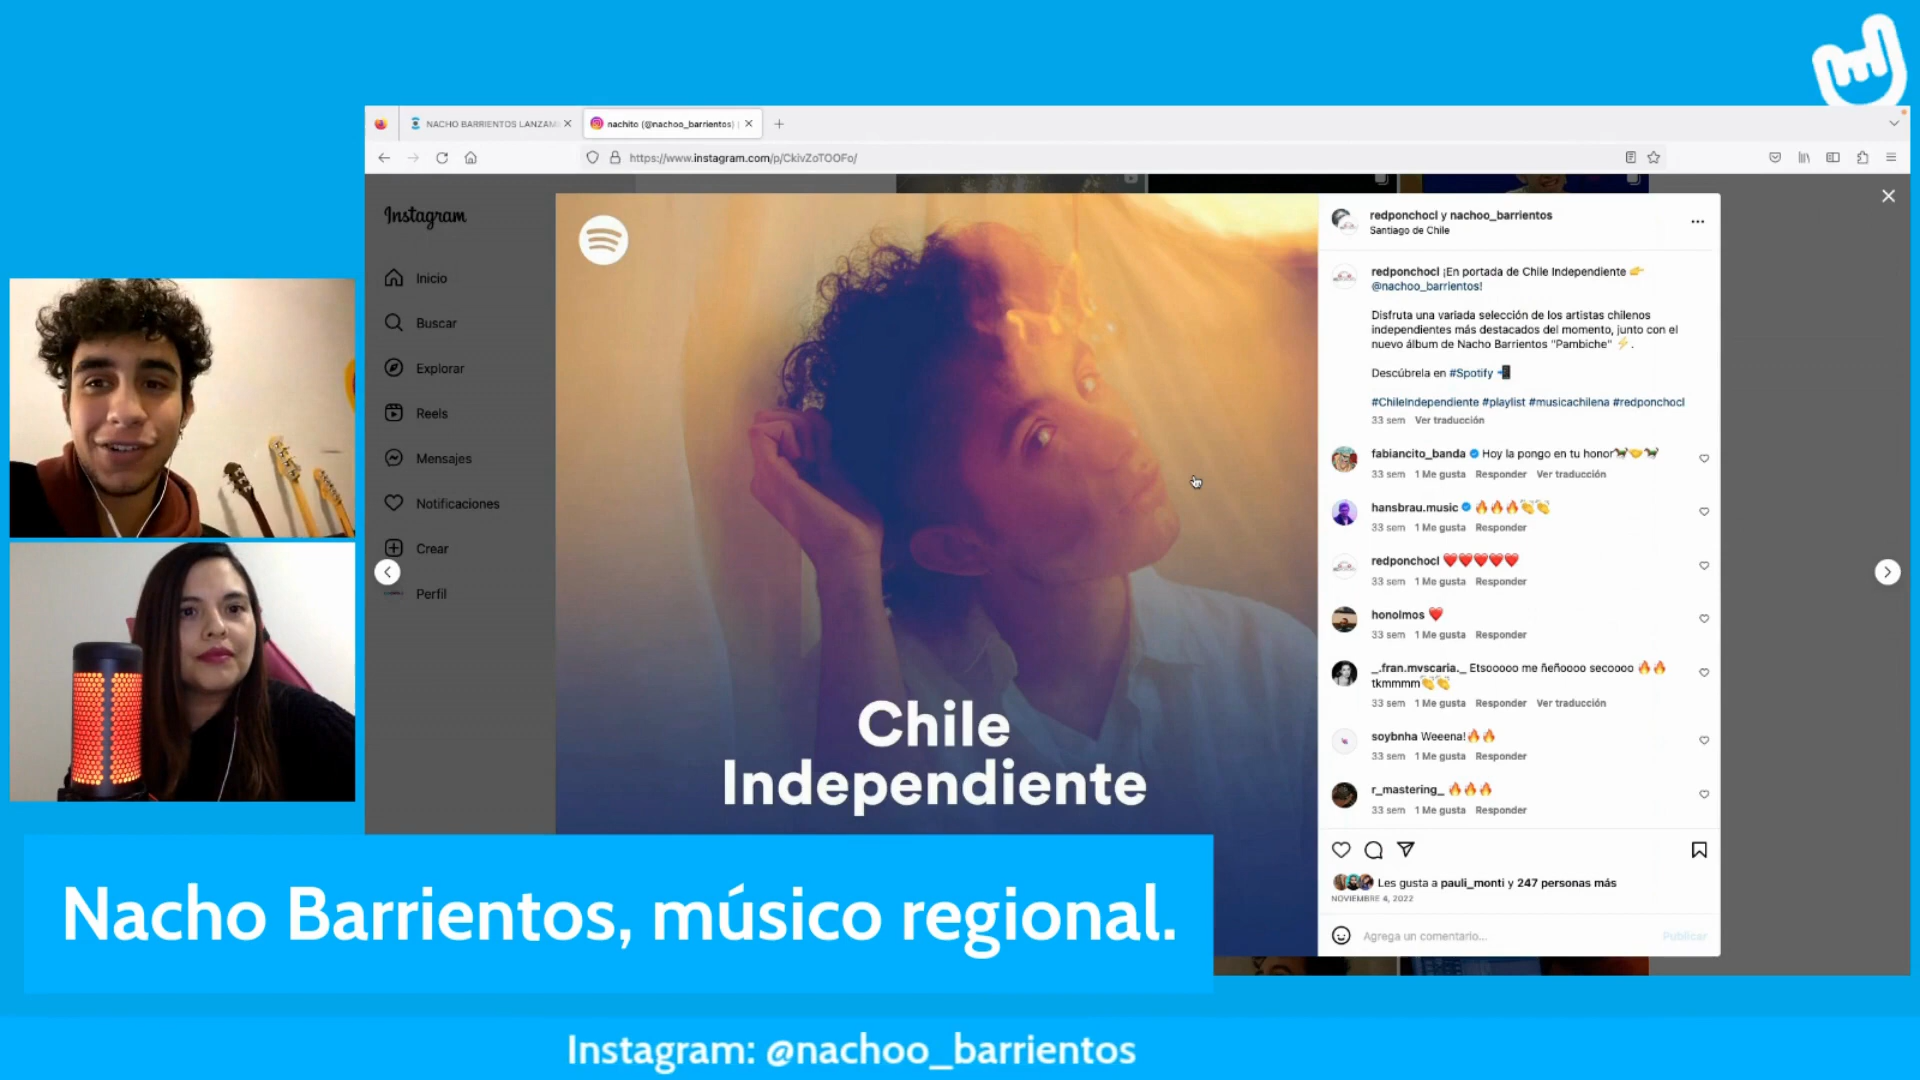 NACHO BARRIENTOS LANZAM
nachito (@nachoo_barrientos) |
https://www.instagram.com/p/CkivZoTOOFo/
Instagram
Inicio
Buscar
Explorar
Reels
Mensajes
Notificaciones
Crear
Perfil
Chile
Independiente
redponchocl y nachoo_barrientos
Santiago de Chile
redponchocl ¡En portada de Chile Independiente 👉
@nachoo_barrientos!
Disfruta una variada selección de los artistas chilenos
independientes más destacados del momento, junto con el
nuevo álbum de Nacho Barrientos "Pambiche" ⚡.
Descúbrela en #Spotify 📲
#ChileIndependiente #playlist #musicachilena #redponchocl
33 sem Ver traducción
fabiancito_banda Hoy la pongo en tu honor
33 sem 1 Me gusta Responder Ver traducción
hansbrau.music 🔥🔥🔥👏👏
33 sem 1 Me gusta Responder
redponchocl ❤️❤️❤️❤️❤️
33 sem 1 Me gusta Responder
honoimos ❤️
33 sem 1 Me gusta Responder
_.fran.mvscaria._ Etsooooo me ñeñoooo secoooo 🔥🔥
tkmmmm👏👏
33 sem 1 Me gusta Responder Ver traducción
soybnha Weeena!🔥🔥
33 sem 1 Me gusta Responder
r_mastering_ 🔥🔥🔥
33 sem 1 Me gusta Responder
Les gusta a pauli_monti y 247 personas más
NOVIEMBRE 4, 2022
Agrega un comentario...
Publicar
Nacho Barrientos, músico regional.
Instagram: @nachoo_barrientos